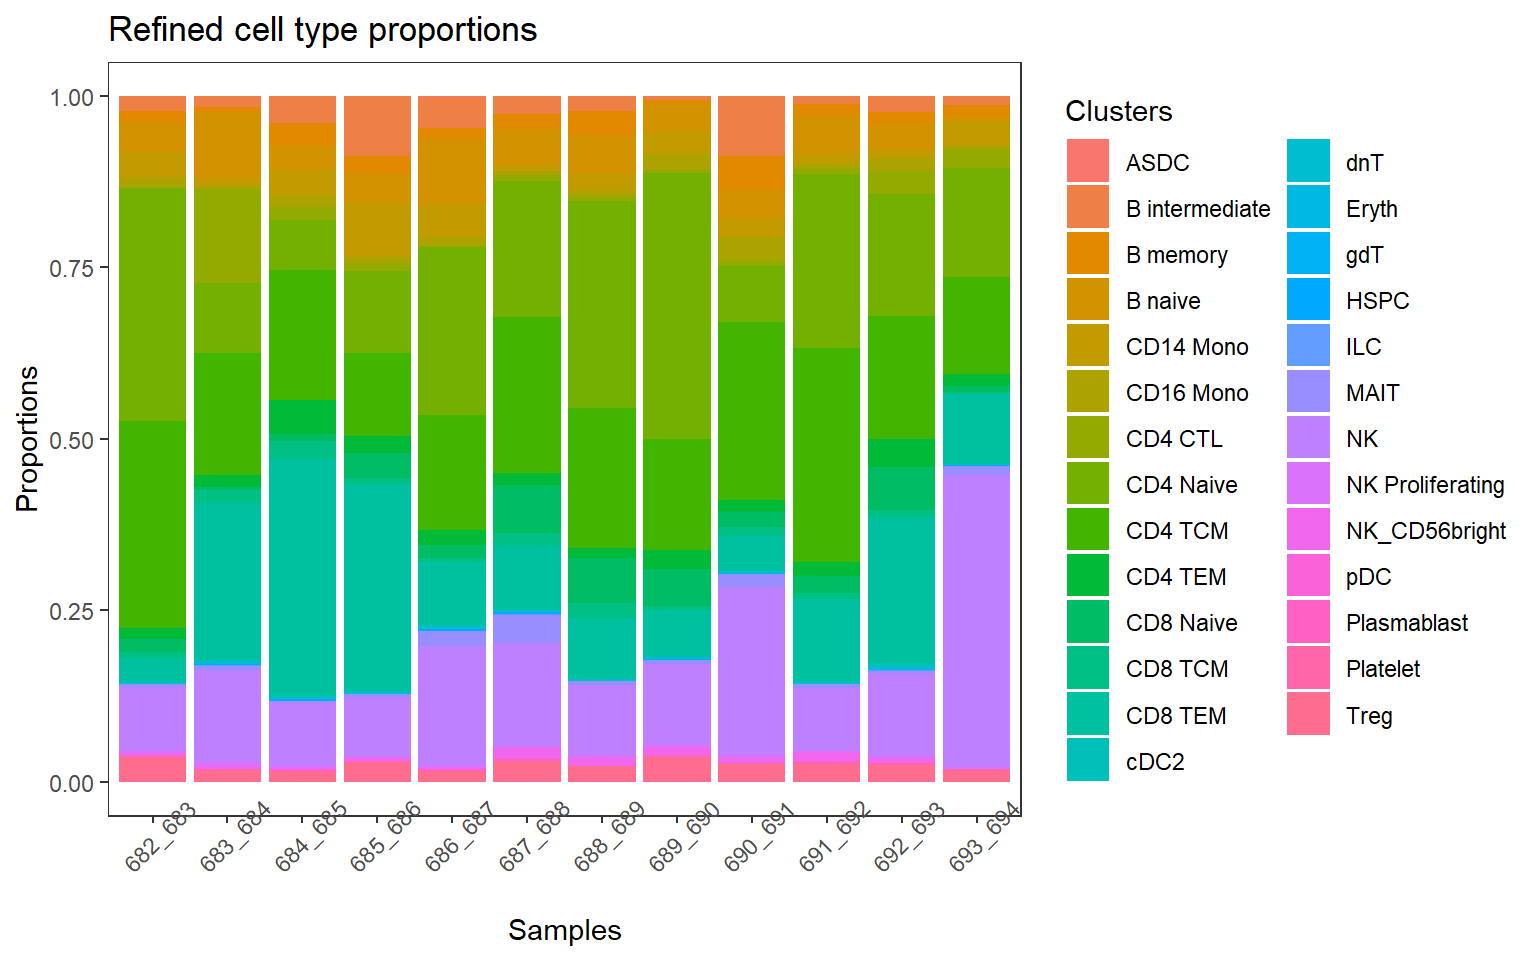 Refined cell type proportions
Proportions
1.00
0.75
0.50
0.25
0.00
682_683
683_684
684_685
685_686
686_687
687_688
688_689
689_690
690_691
691_692
692_693
693_694
Samples
Clusters
ASDC
B intermediate
B memory
B naive
CD14 Mono
CD16 Mono
CD4 CTL
CD4 Naive
CD4 TCM
CD4 TEM
CD8 Naive
CD8 TCM
CD8 TEM
cDC2
dnT
Eryth
gdT
HSPC
ILC
MAIT
NK
NK Proliferating
NK_CD56bright
pDC
Plasmablast
Platelet
Treg